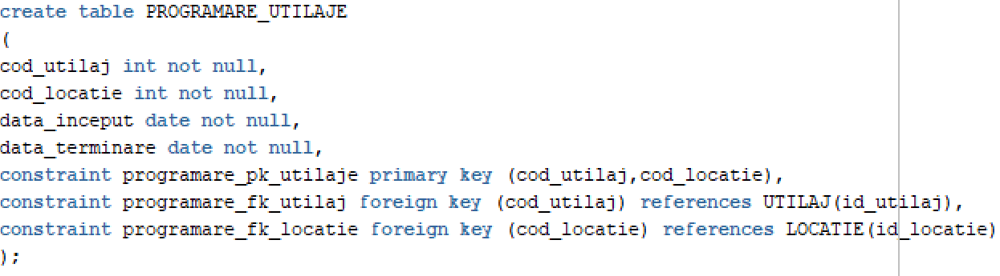 create table PROGRAMARE_UTILAJE
(
cod_utilaj int not null,
cod_locatie int not null,
data_inceput date not null,
data_terminare date not null,
constraint programare_pk_utilaje primary key (cod_utilaj,cod_locatie),
constraint programare_fk_utilaj foreign key (cod_utilaj) references UTILAJ(id_utilaj),
constraint programare_fk_locatie foreign key (cod_locatie) references LOCATIE(id_locatie)
);